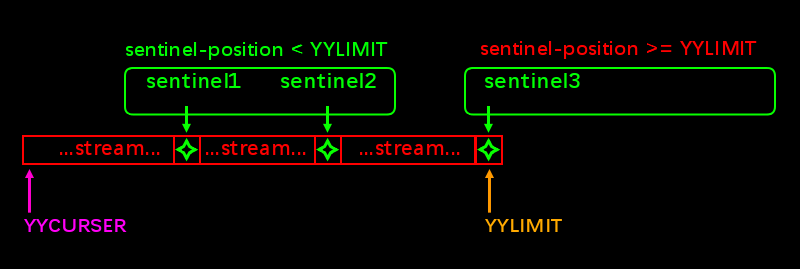 sentinel-position < YYLIMIT
sentinel-position >= YYLIMIT
sentinel1 sentinel2
sentinel3
...stream... ...stream... ...stream...
YYCURSER
YYLIMIT